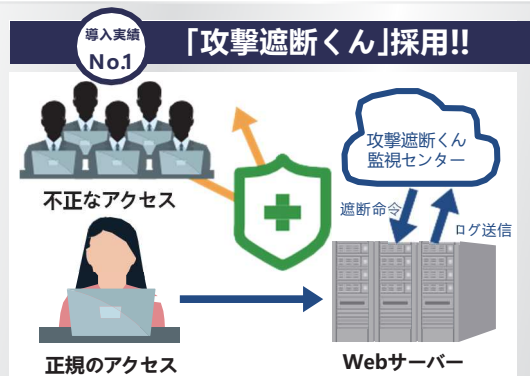 導入実績
No.1
「攻撃遮断くん」採用!!
攻撃遮断くん
監視センター
不正なアクセス
遮断命令
ログ送信
正規のアクセス
Webサーバー